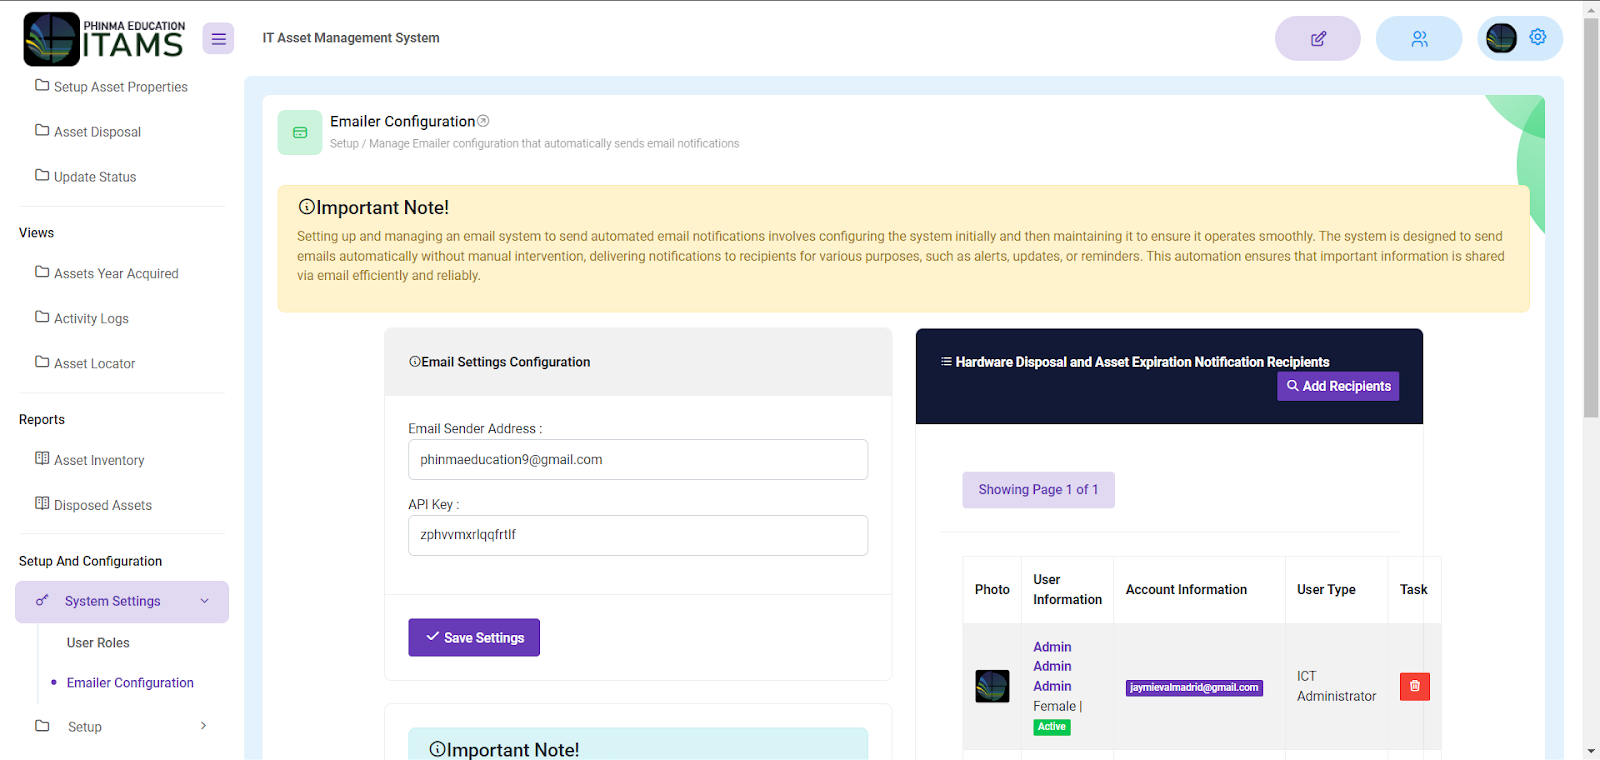 PHINMA EDUCATION
ITAMS
IT Asset Management System
Setup Asset Properties
Asset Disposal
Update Status
Views
Assets Year Acquired
Activity Logs
Asset Locator
Reports
Asset Inventory
Disposed Assets
Setup And Configuration
System Settings
User Roles
Emailer Configuration
Setup
Emailer Configuration
Setup / Manage Emailer configuration that automatically sends email notifications
Important Note!
Setting up and managing an email system to send automated email notifications involves configuring the system initially and then maintaining it to ensure it operates smoothly. The system is designed to send
emails automatically without manual intervention, delivering notifications to recipients for various purposes, such as alerts, updates, or reminders. This automation ensures that important information is shared
via email efficiently and reliably.
Email Settings Configuration
Email Sender Address :
phinmaeducation9@gmail.com
API Key :
zphvvmxrlqqfrtlf
Save Settings
Important Note!
Hardware Disposal and Asset Expiration Notification Recipients
Add Recipients
Showing Page 1 of 1
Photo
User
Information
Account Information
User Type
Task
Admin
Admin
Admin
Female |
Active
jaymievalmadrid@gmail.com
ICT
Administrator